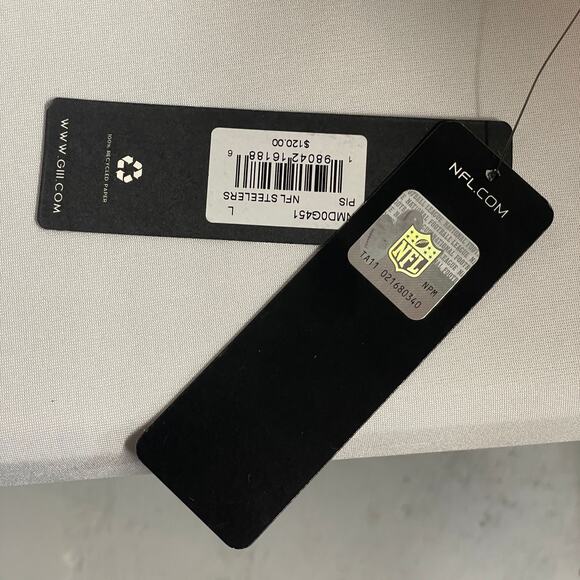 WWW.GIII.COM
100% RECYCLED PAPER
NMD0G451
PIS
NFL STEELERS
L
1 98042 16188 6
$120.00
NFL.COM
NFL
NPM
TA11 021680340